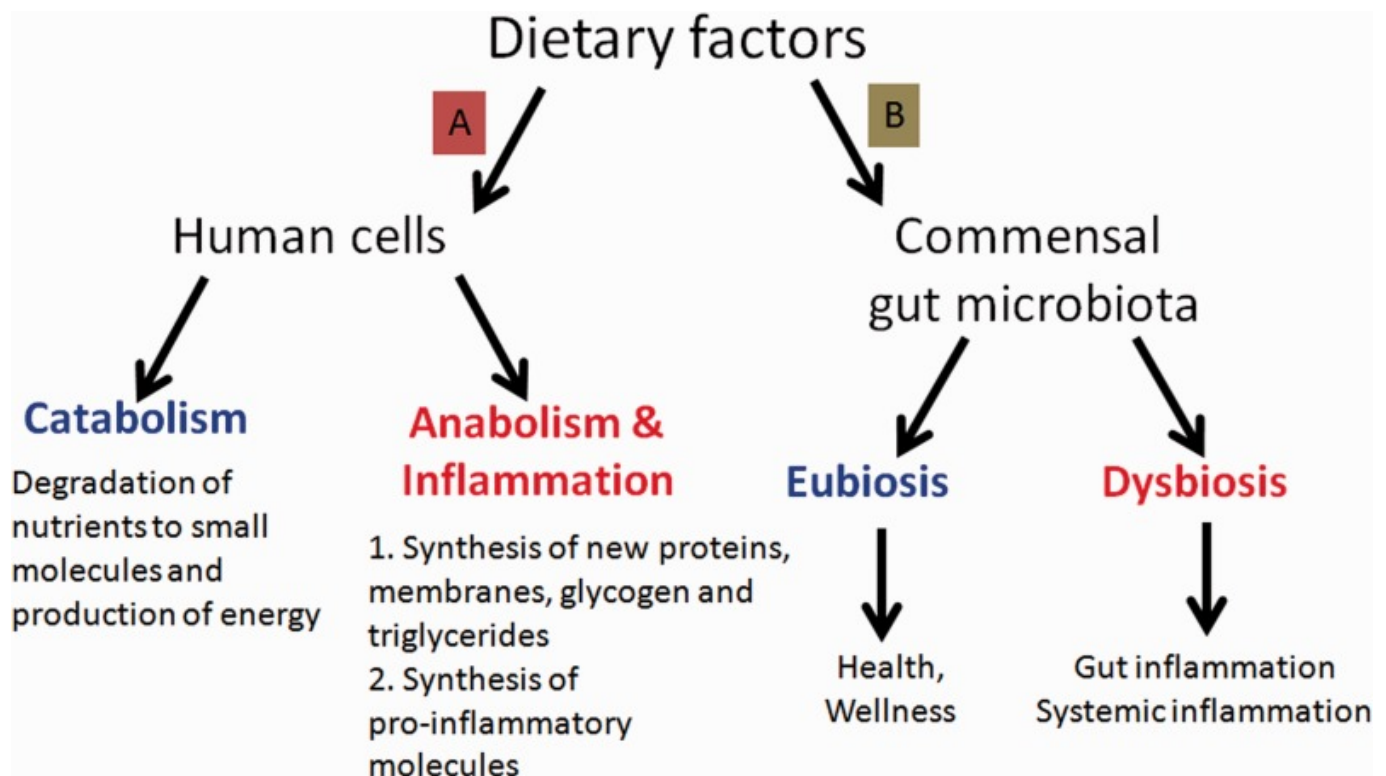 Dietary factors
A
B
Human cells
Commensal
gut microbiota
Catabolism
Degradation of
nutrients to small
molecules and
production of energy
Anabolism &
Inflammation
1. Synthesis of new proteins,
membranes, glycogen and
triglycerides
2. Synthesis of
pro-inflammatory
molecules
Eubiosis
Health,
Wellness
Dysbiosis
Gut inflammation
Systemic inflammation